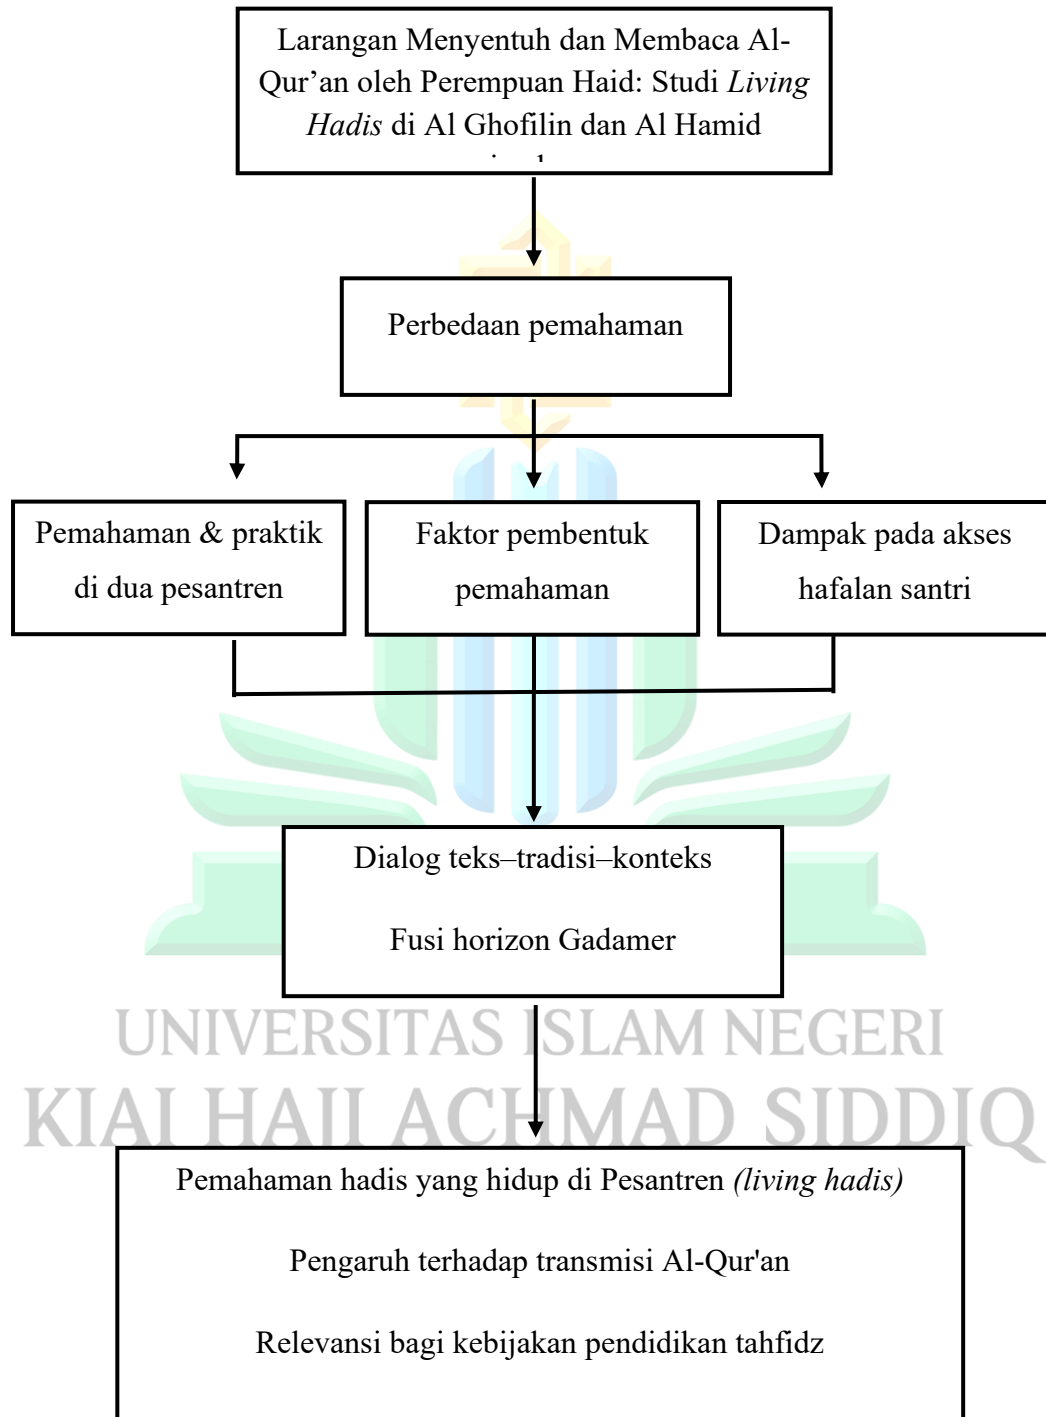 Larangan Menyentuh dan Membaca Al-
Qur’an oleh Perempuan Haid: Studi Living
Hadis di Al Ghofilin dan Al Hamid
Perbedaan pemahaman
Pemahaman & praktik
di dua pesantren
Faktor pembentuk
pemahaman
Dampak pada akses
hafalan santri
Dialog teks–tradisi–konteks
Fusi horizon Gadamer
UNIVERSITAS ISLAM NEGERI
KIAI HAJI ACHMAD SIDDIQ
Pemahaman hadis yang hidup di Pesantren (living hadis)
Pengaruh terhadap transmisi Al-Qur'an
Relevansi bagi kebijakan pendidikan tahfidz